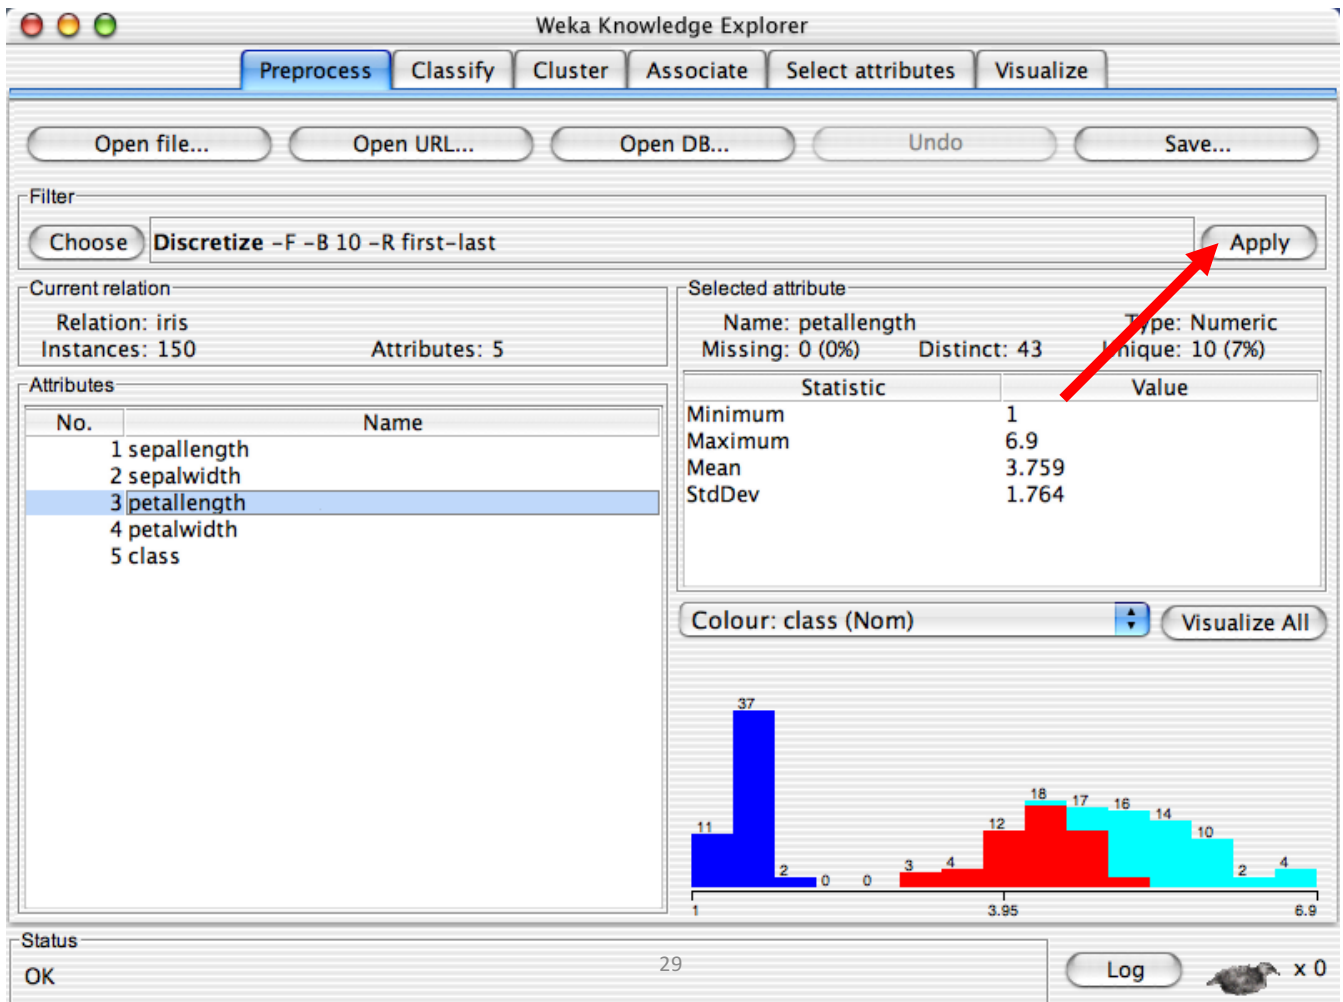 Weka Knowledge Explorer
Preprocess Classify Cluster Associate Select attributes Visualize
Open file... Open URL... Open DB... Undo Save...
Filter
Choose Discretize -F -B 10 -R first-last Apply
Current relation
Relation: iris
Instances: 150 Attributes: 5
Selected attribute
Name: petallength Type: Numeric
Missing: 0 (0%) Distinct: 43 Unique: 10 (7%)
Attributes
No. Name
1 sepallength
2 sepalwidth
3 petallength
4 petalwidth
5 class
Statistic Value
Minimum 1
Maximum 6.9
Mean 3.759
StdDev 1.764
Colour: class (Nom) Visualize All
37
18 17 16 14
11 12 10
2 0 0 3 4 2 4
1 3.95 6.9
Status
OK
29
Log x 0